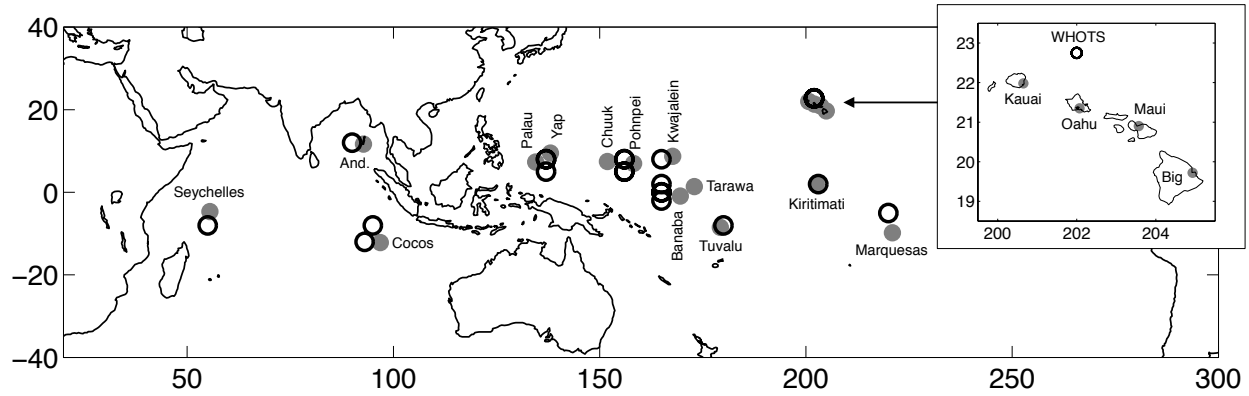 40
20
0
−20
−40
50
100
150
200
250
300
Seychelles
And.
Cocos
Palau
Yap
Chuuk
Pohnpei
Kwajalein
Banaba
Tarawa
Tuvalu
Kiritimati
Marquesas
23
22
21
20
19
200
202
204
WHOTS
Kauai
Oahu
Maui
Big